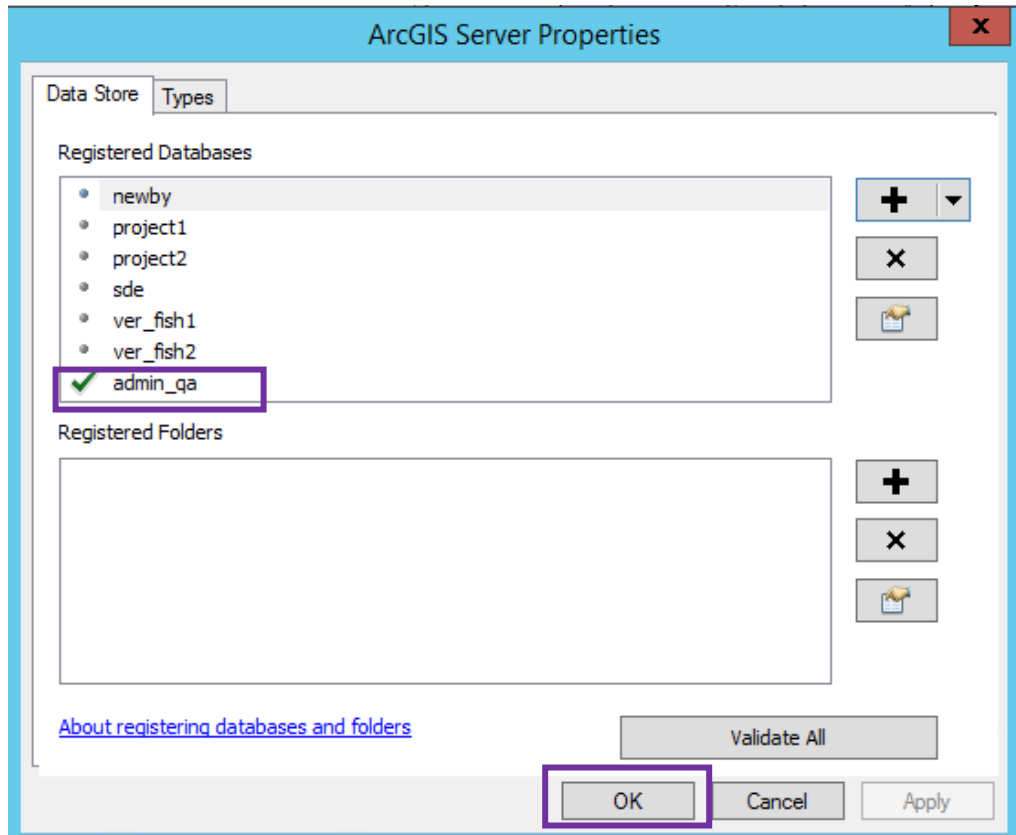 ArcGIS Server Properties
x
Data Store Types
Registered Databases
newby
project1
project2
sde
ver_fish1
ver_fish2
admin_qa
Registered Folders
About registering databases and folders
Validate All
OK Cancel Apply